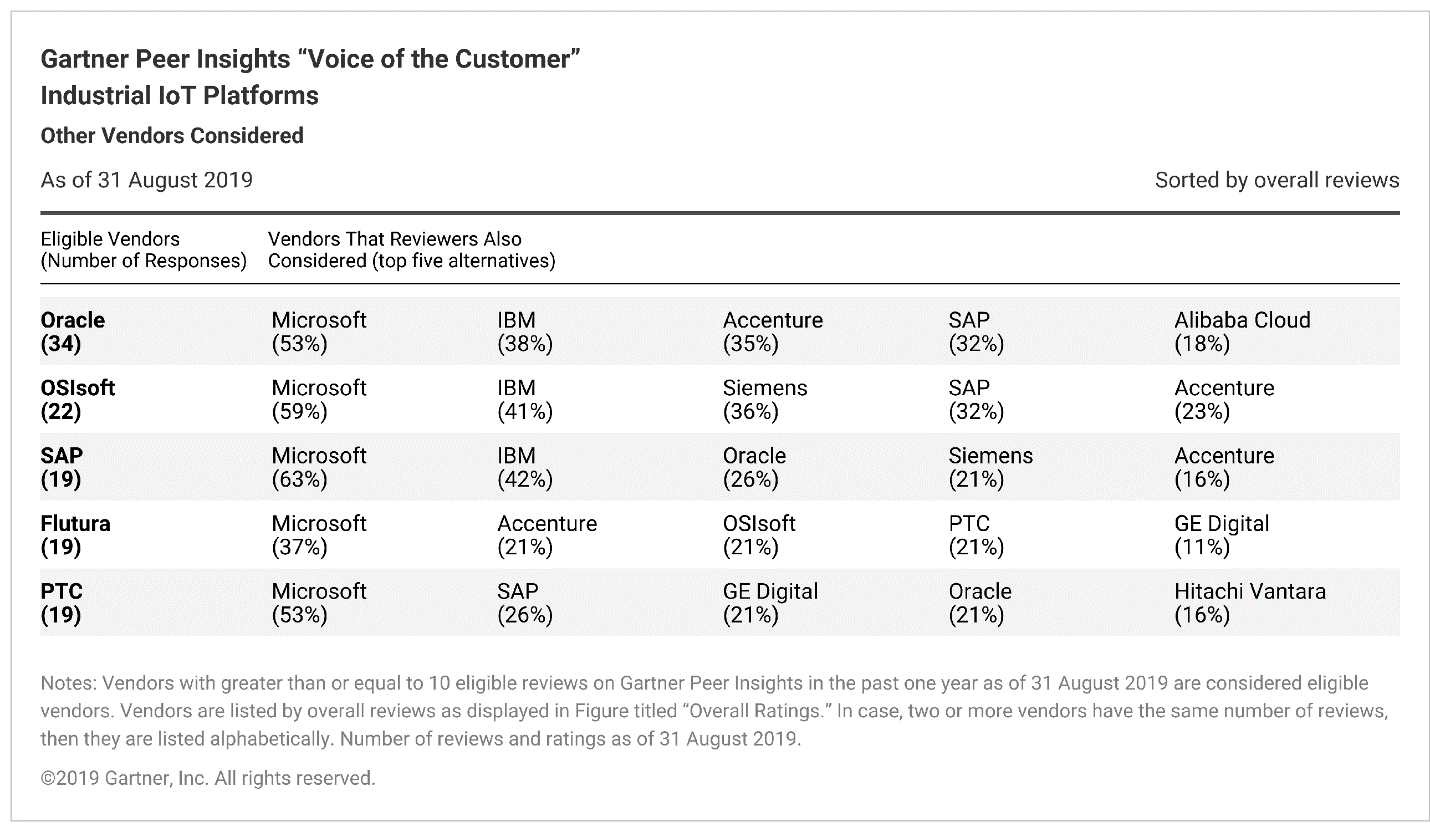 Gartner Peer Insights “Voice of the Customer”
Industrial IoT Platforms
Other Vendors Considered
As of 31 August 2019 Sorted by overall reviews
Eligible Vendors Vendors That Reviewers Also
(Number of Responses) Considered (top five alternatives)
Oracle Microsoft IBM Accenture SAP Alibaba Cloud
(34) (53%) (38%) (35%) (32%) (18%)
OSIsoft Microsoft IBM Siemens SAP Accenture
(22) (59%) (41%) (36%) (32%) (23%)
SAP Microsoft IBM Oracle Siemens Accenture
(19) (63%) (42%) (26%) (21%) (16%)
Flutura Microsoft Accenture OSIsoft PTC GE Digital
(19) (37%) (21%) (21%) (21%) (11%)
PTC Microsoft SAP GE Digital Oracle Hitachi Vantara
(19) (53%) (26%) (21%) (21%) (16%)
Notes: Vendors with greater than or equal to 10 eligible reviews on Gartner Peer Insights in the past one year as of 31 August 2019 are considered eligible
vendors. Vendors are listed by overall reviews as displayed in Figure titled “Overall Ratings.” In case, two or more vendors have the same number of reviews,
then they are listed alphabetically. Number of reviews and ratings as of 31 August 2019.
©2019 Gartner, Inc. All rights reserved.